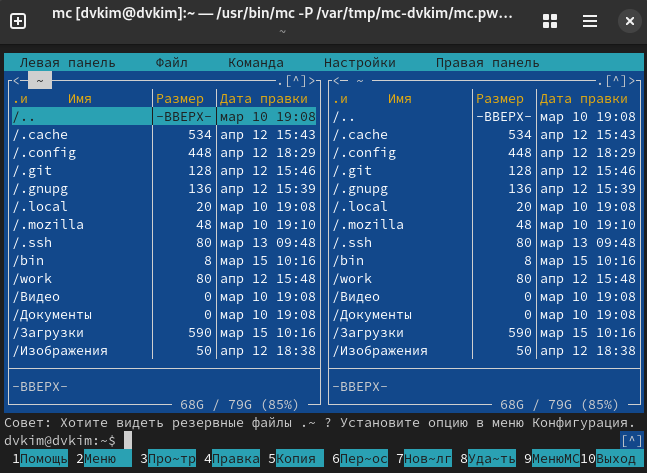 mc [dvkim@dvkim]:~ — /usr/bin/mc -P /var/tmp/mc-dvkim/mc.pw…
~
Левая панель Файл Команда Настройки Правая панель
<— ~ .[^]> <— ~ .[^]>
.и Имя Размер Дата правки .и Имя Размер Дата правки
/.. -ВВЕРХ- мар 10 19:08 /.. -ВВЕРХ- мар 10 19:08
/.cache 534 апр 12 15:43 /.cache 534 апр 12 15:43
/.config 448 апр 12 18:29 /.config 448 апр 12 18:29
/.git 128 апр 12 15:46 /.git 128 апр 12 15:46
/.gnupg 136 апр 12 15:39 /.gnupg 136 апр 12 15:39
/.local 20 мар 10 19:08 /.local 20 мар 10 19:08
/.mozilla 48 мар 10 19:10 /.mozilla 48 мар 10 19:10
/.ssh 80 мар 13 09:48 /.ssh 80 мар 13 09:48
/bin 8 мар 15 10:16 /bin 8 мар 15 10:16
/work 80 апр 12 15:48 /work 80 апр 12 15:48
/Видео 0 мар 10 19:08 /Видео 0 мар 10 19:08
/Документы 0 мар 10 19:08 /Документы 0 мар 10 19:08
/Загрузки 590 мар 15 10:16 /Загрузки 590 мар 15 10:16
/Изображения 50 апр 12 18:38 /Изображения 50 апр 12 18:38
-ВВЕРХ- -ВВЕРХ-
68G / 79G (85%) 68G / 79G (85%)
Совет: Хотите видеть резервные файлы .~ ? Установите опцию в меню Конфигурация.
dvkim@dvkim:~$ [^]
1Помощь 2Меню 3Про~тр 4Правка 5Копия 6Пер~ос 7Нов~лг 8Уда~ть 9МенюMC 10Выход